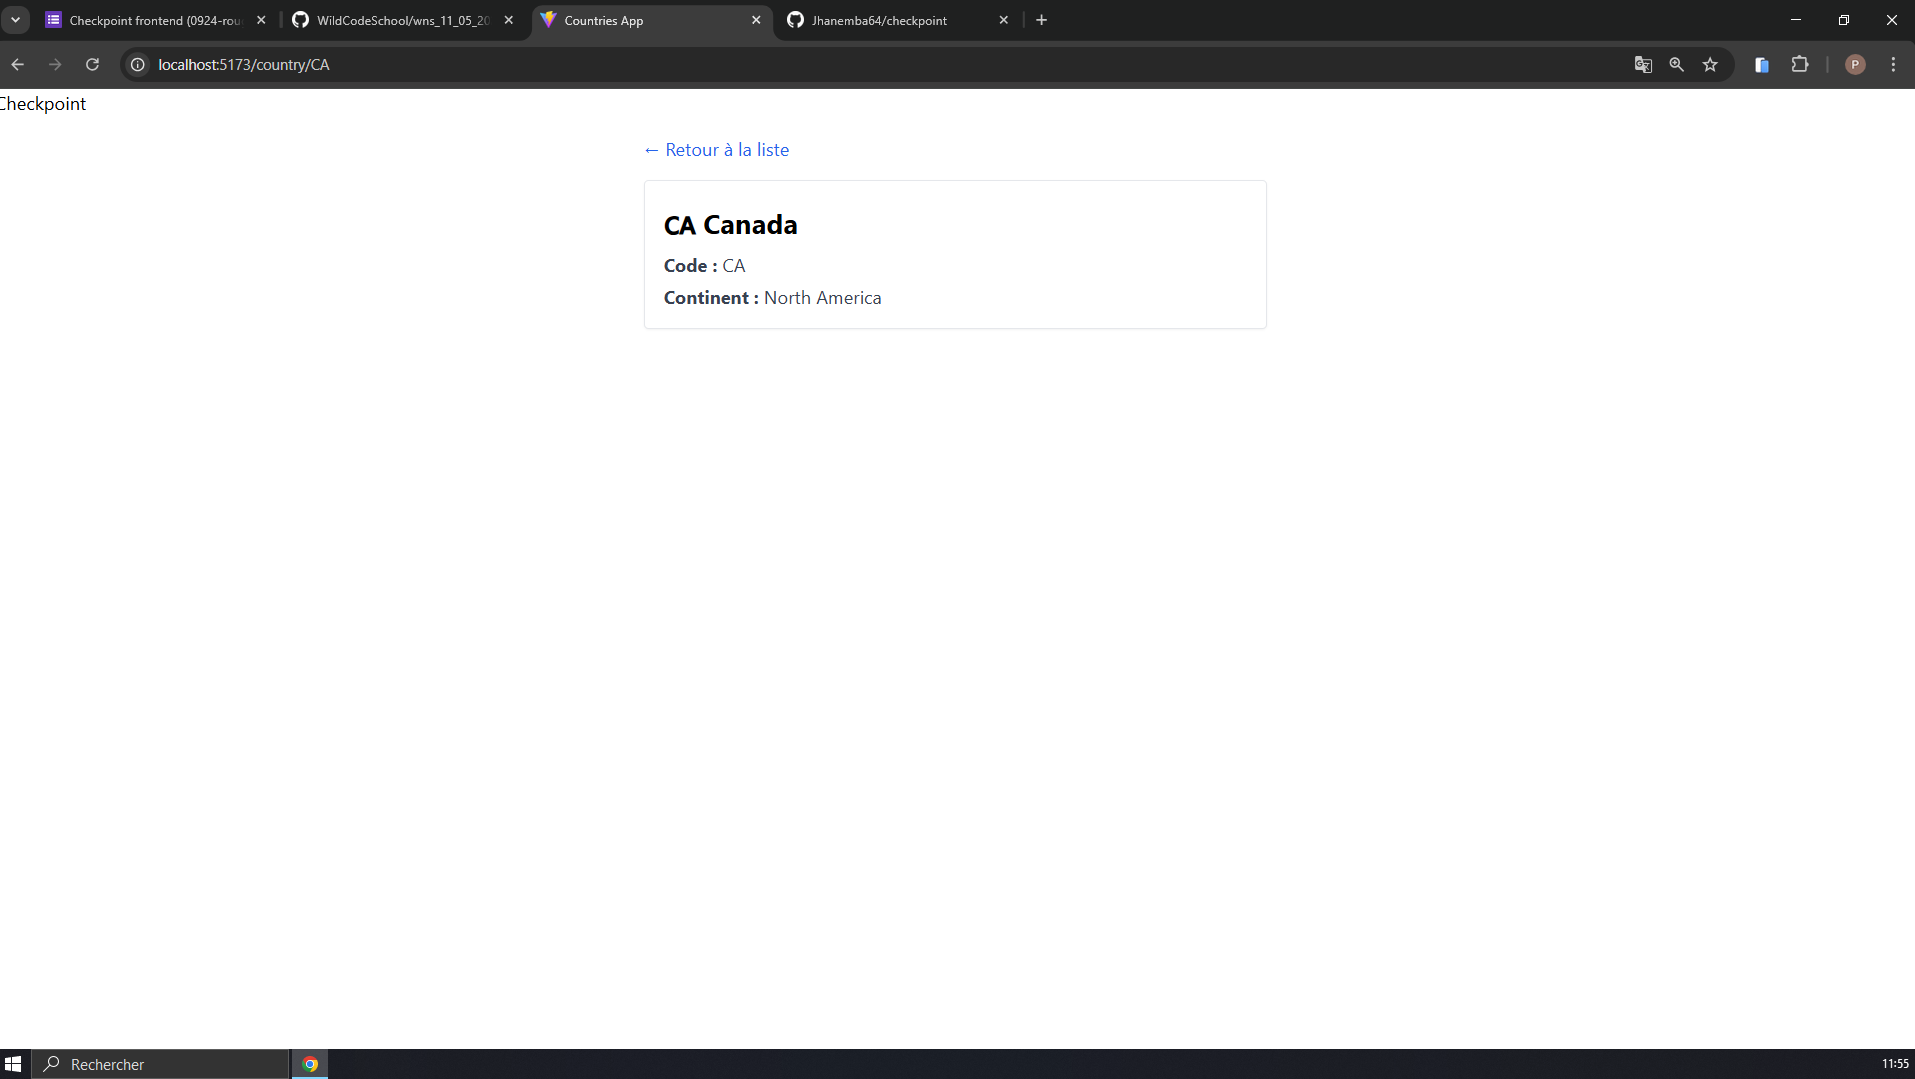 Checkpoint frontend (0924-rou
WildCodeSchool/wns_11_05_20
Countries App
Jhanemba64/checkpoint
localhost:5173/country/CA
P
Checkpoint
← Retour à la liste
CA Canada
Code : CA
Continent : North America
Rechercher
11:55